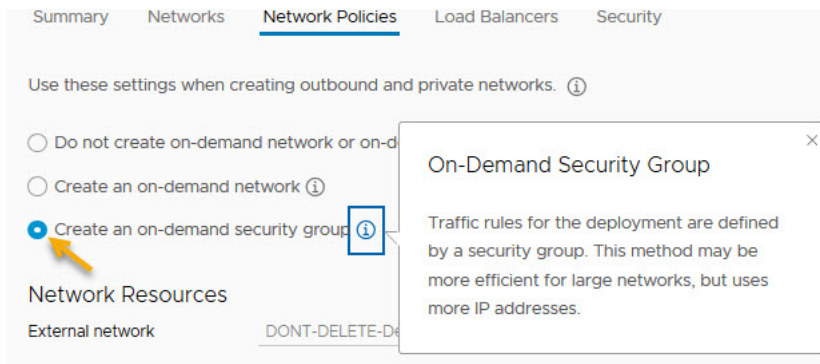 Summary Networks Network Policies Load Balancers Security
Use these settings when creating outbound and private networks.
Do not create on-demand network or on-d
Create an on-demand network
Create an on-demand security group
On-Demand Security Group
Traffic rules for the deployment are defined
by a security group. This method may be
more efficient for large networks, but uses
more IP addresses.
Network Resources
External network DONT-DELETE-De